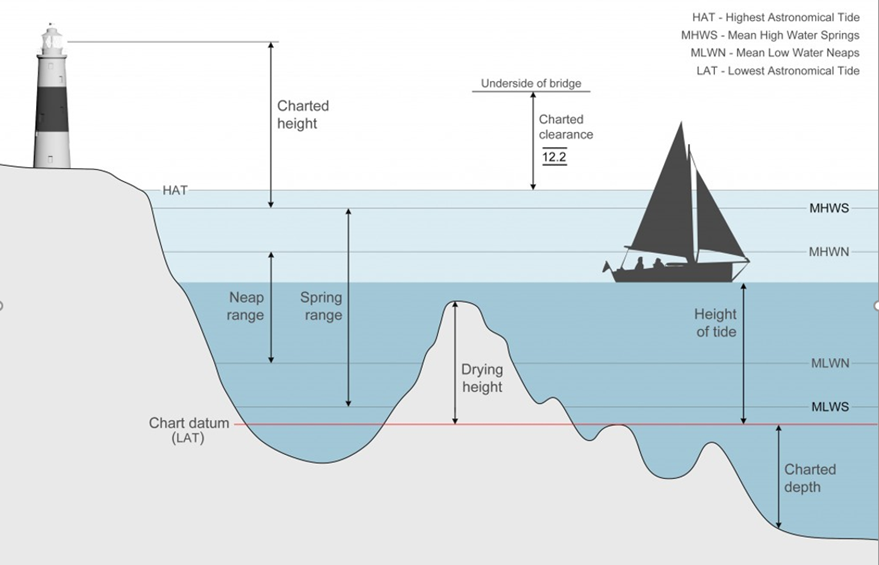 HAT - Highest Astronomical Tide
MHWS - Mean High Water Springs
MLWN - Mean Low Water Neaps
LAT - Lowest Astronomical Tide
Underside of bridge
Charted
height
Charted
clearance
12.2
HAT
MHWS
MHWN
Neap
range
Spring
range
Height
of tide
MLWN
Drying
height
MLWS
Chart datum
(LAT)
Charted
depth